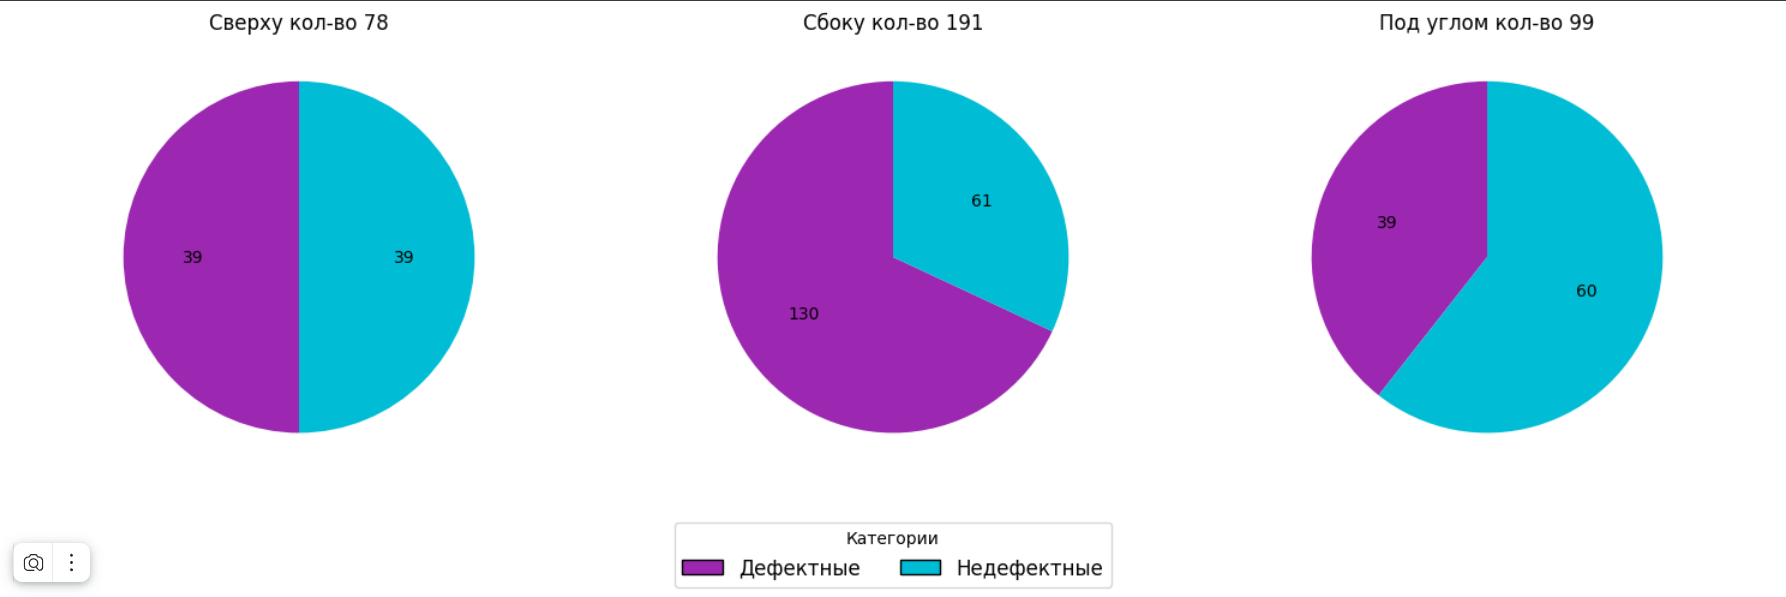 Сверху кол-во 78
Сбоку кол-во 191
Под углом кол-во 99
39
39
130
61
39
60
Категории
Дефектные
Недефектные